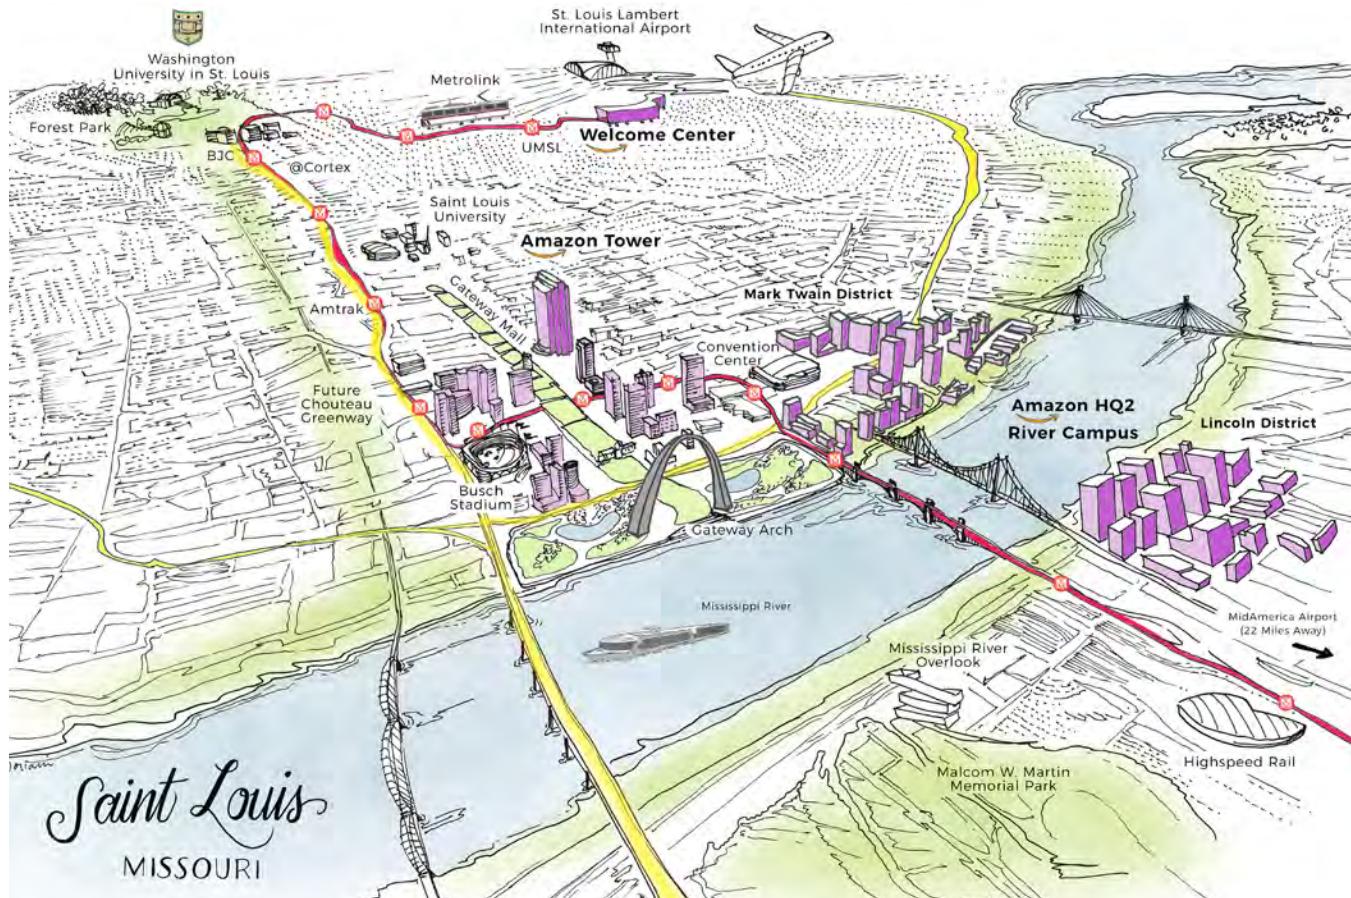 St. Louis Lambert
International Airport
Washington
University in St. Louis
Metrolink
Forest Park
Welcome Center
UMSL
BJC
@Cortex
Saint Louis
University
Amazon Tower
Gateway Mall
Mark Twain District
Amtrak
Convention
Center
Future
Chouteau
Greenway
Amazon HQ2
River Campus
Lincoln District
Busch
Stadium
Gateway Arch
Mississippi River
MidAmerica Airport
(22 Miles Away)
Mississippi River
Overlook
Highspeed Rail
Malcom W. Martin
Memorial Park
Saint Louis
MISSOURI